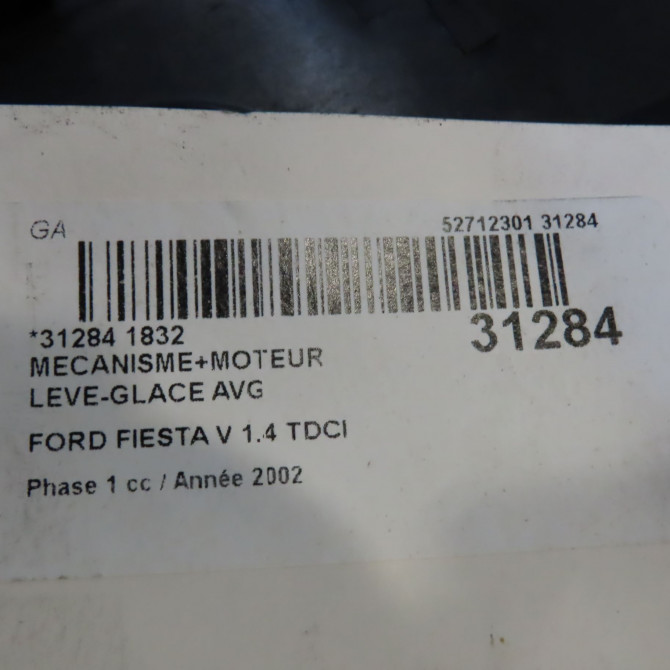 GA
52712301 31284
31284
*31284 1832
MECANISME+MOTEUR
LEVE-GLACE AVG
FORD FIESTA V 1.4 TDCI
Phase 1 cc / Année 2002